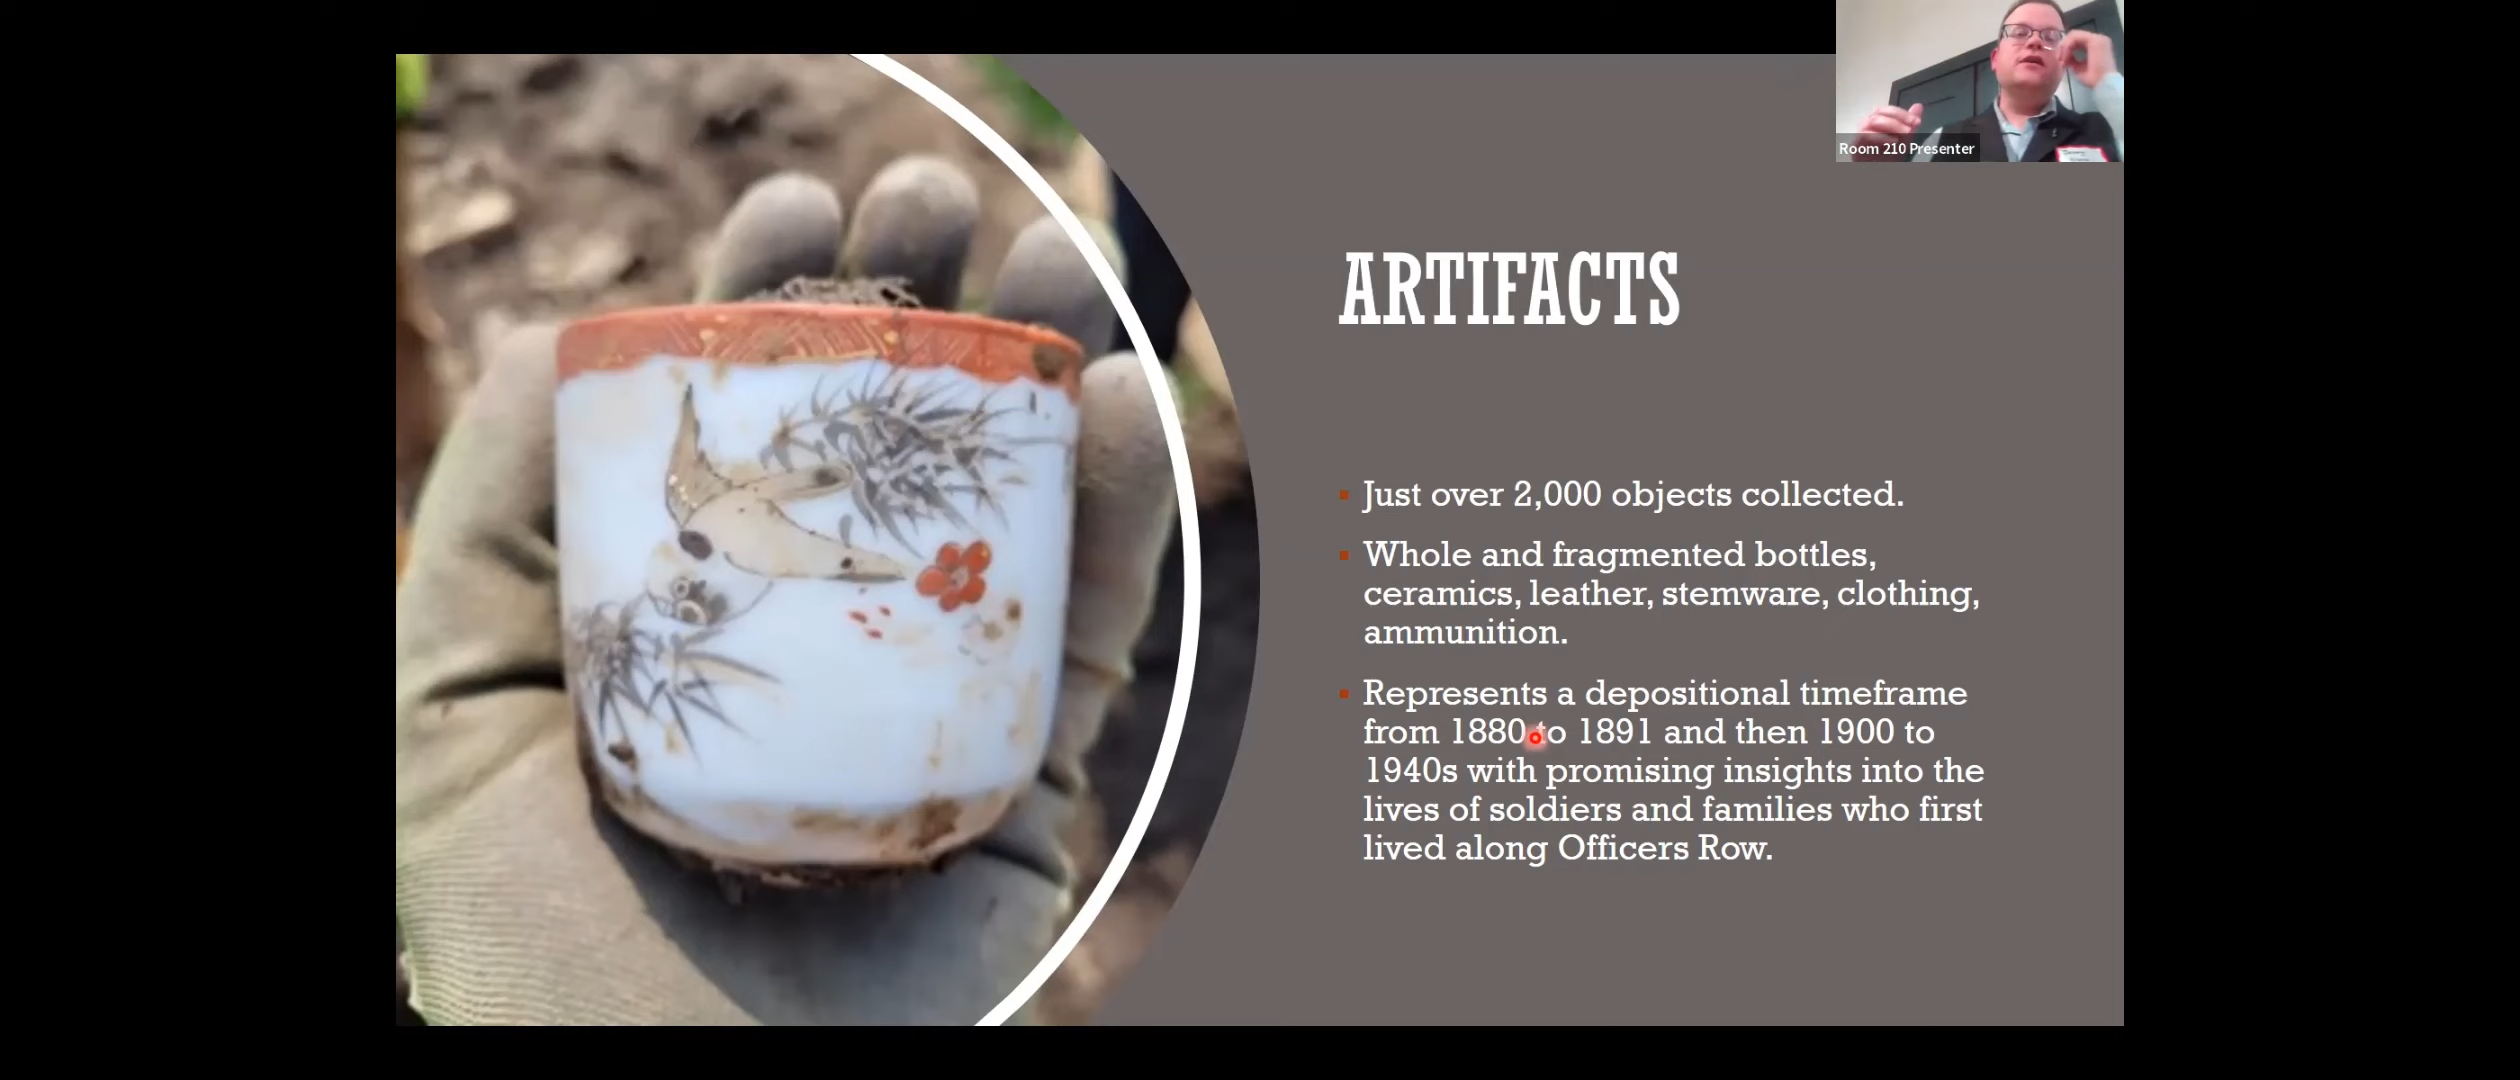 Room 210 Presenter
ARTIFACTS
Just over 2,000 objects collected.
Whole and fragmented bottles,
ceramics, leather, stemware, clothing,
ammunition.
Represents a depositional timeframe
from 1880 to 1891 and then 1900 to
1940s with promising insights into the
lives of soldiers and families who first
lived along Officers Row.